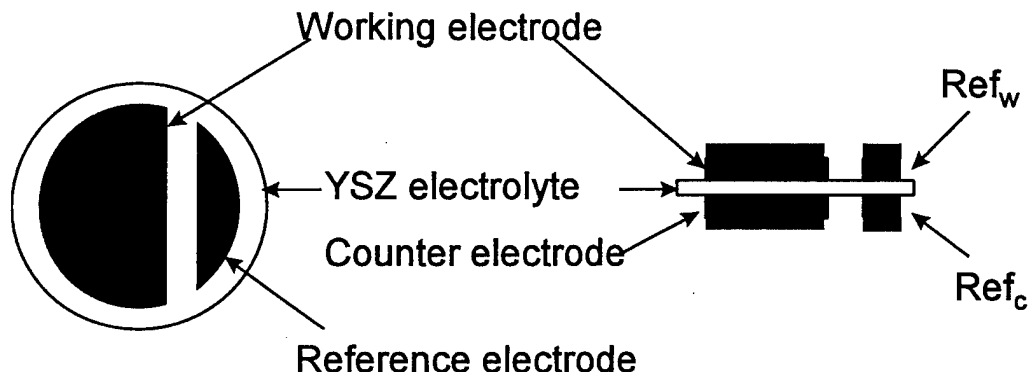 Working electrode
Ref_w
YSZ electrolyte
Counter electrode
Ref_c
Reference electrode